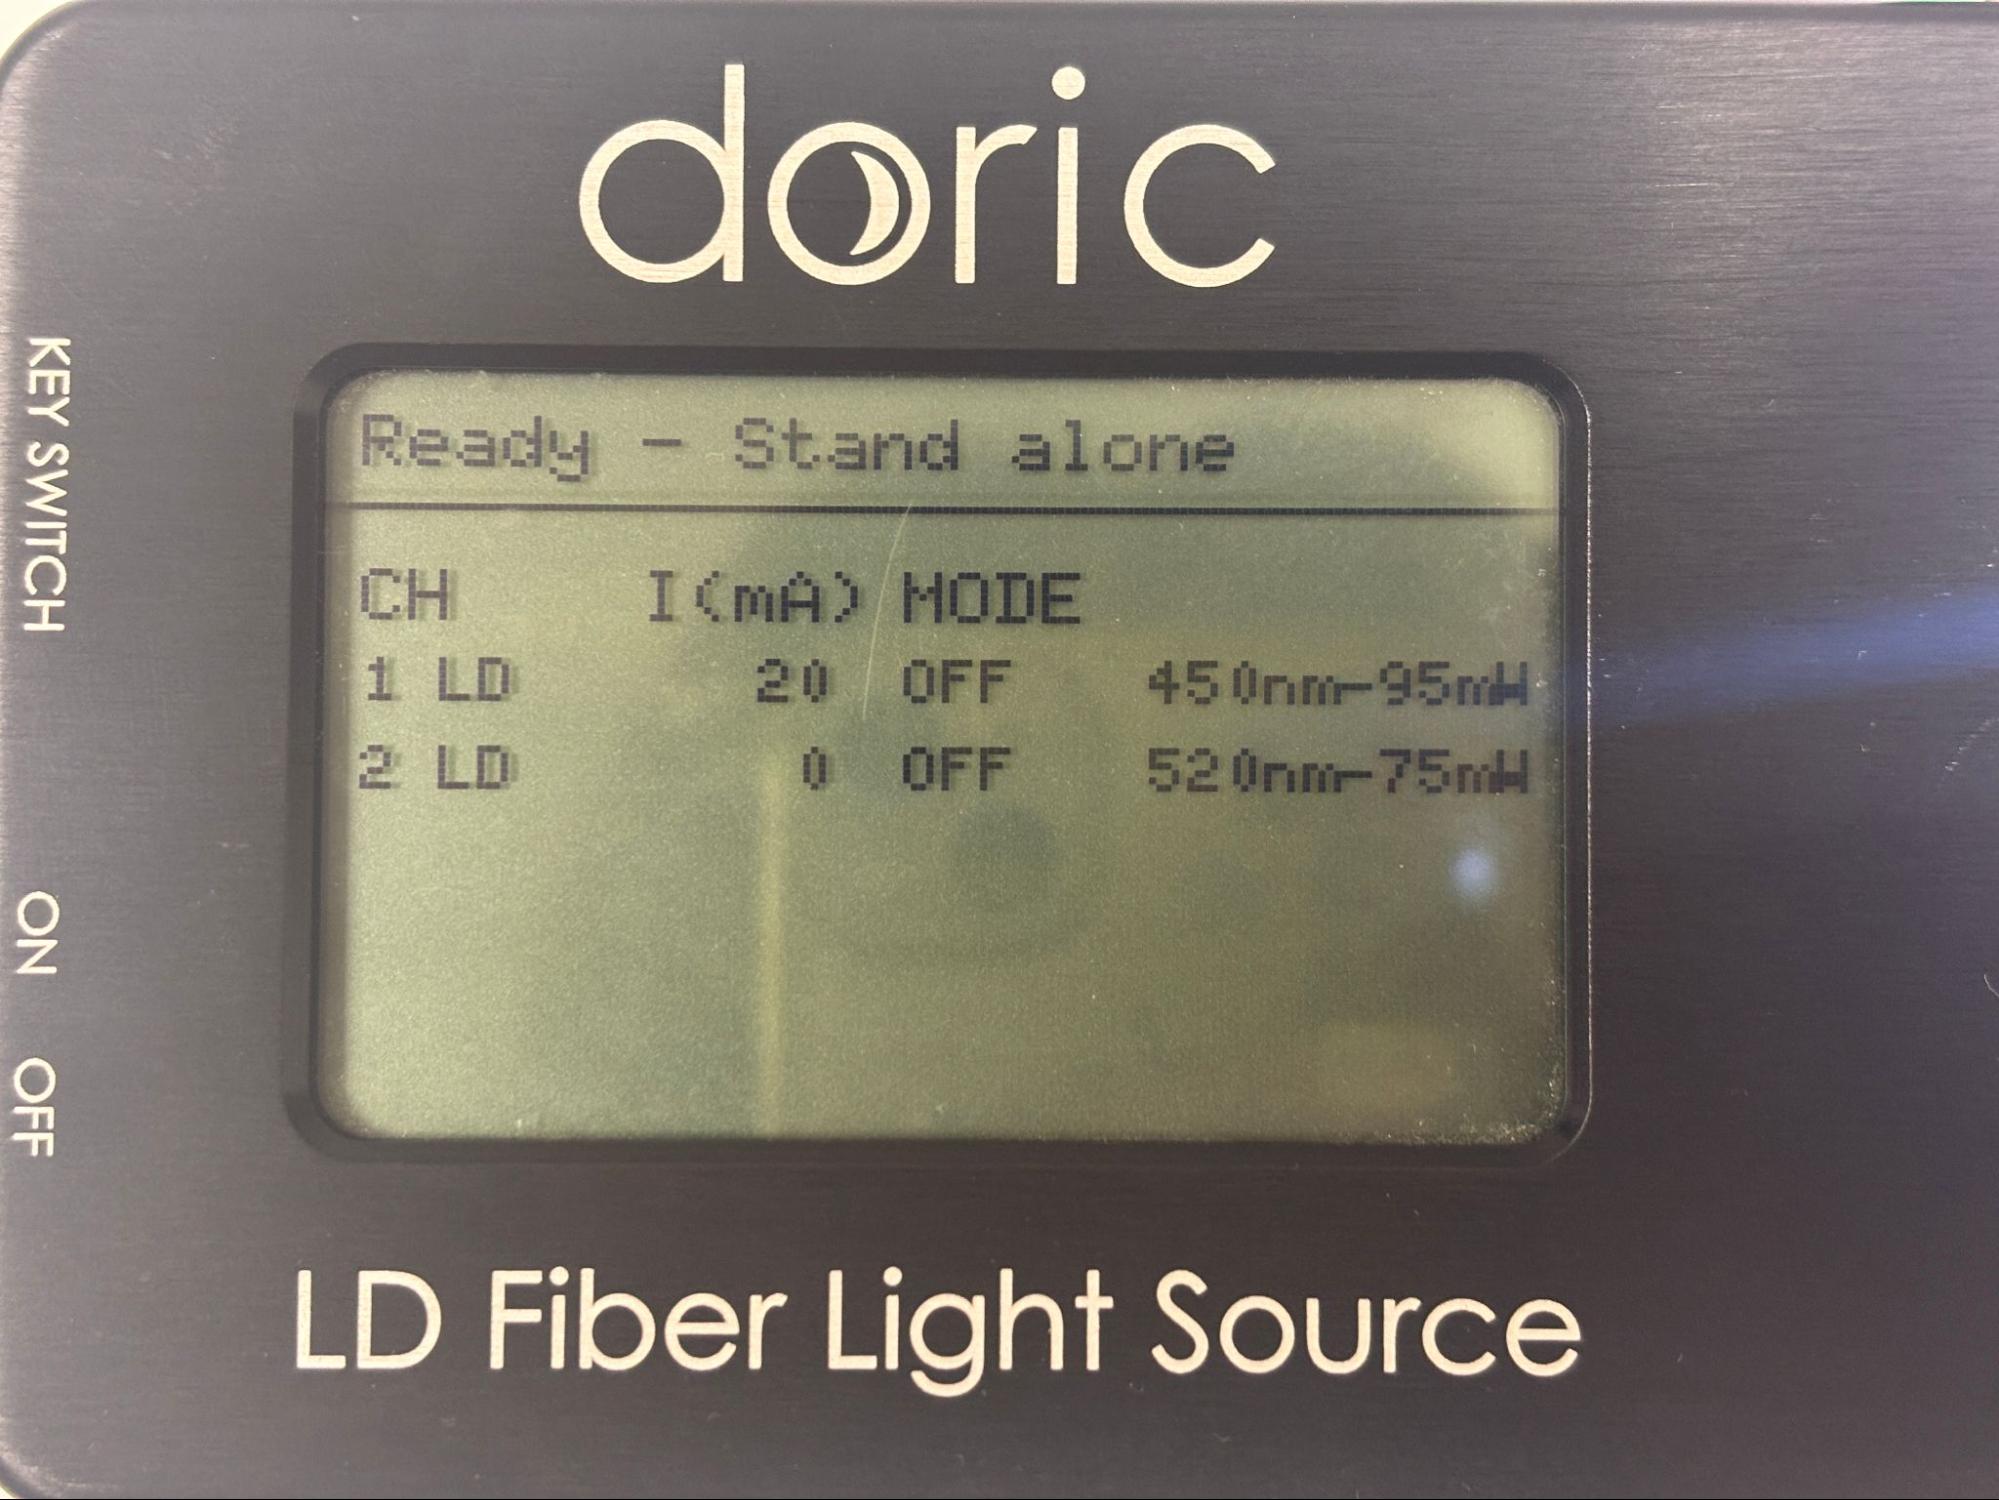 doric
KEY SWITCH
ON
OFF
Ready - Stand alone
CH I(mA) MODE
1 LD 20 OFF 450nm-95mW
2 LD 0 OFF 520nm-75mW
LD Fiber Light Source